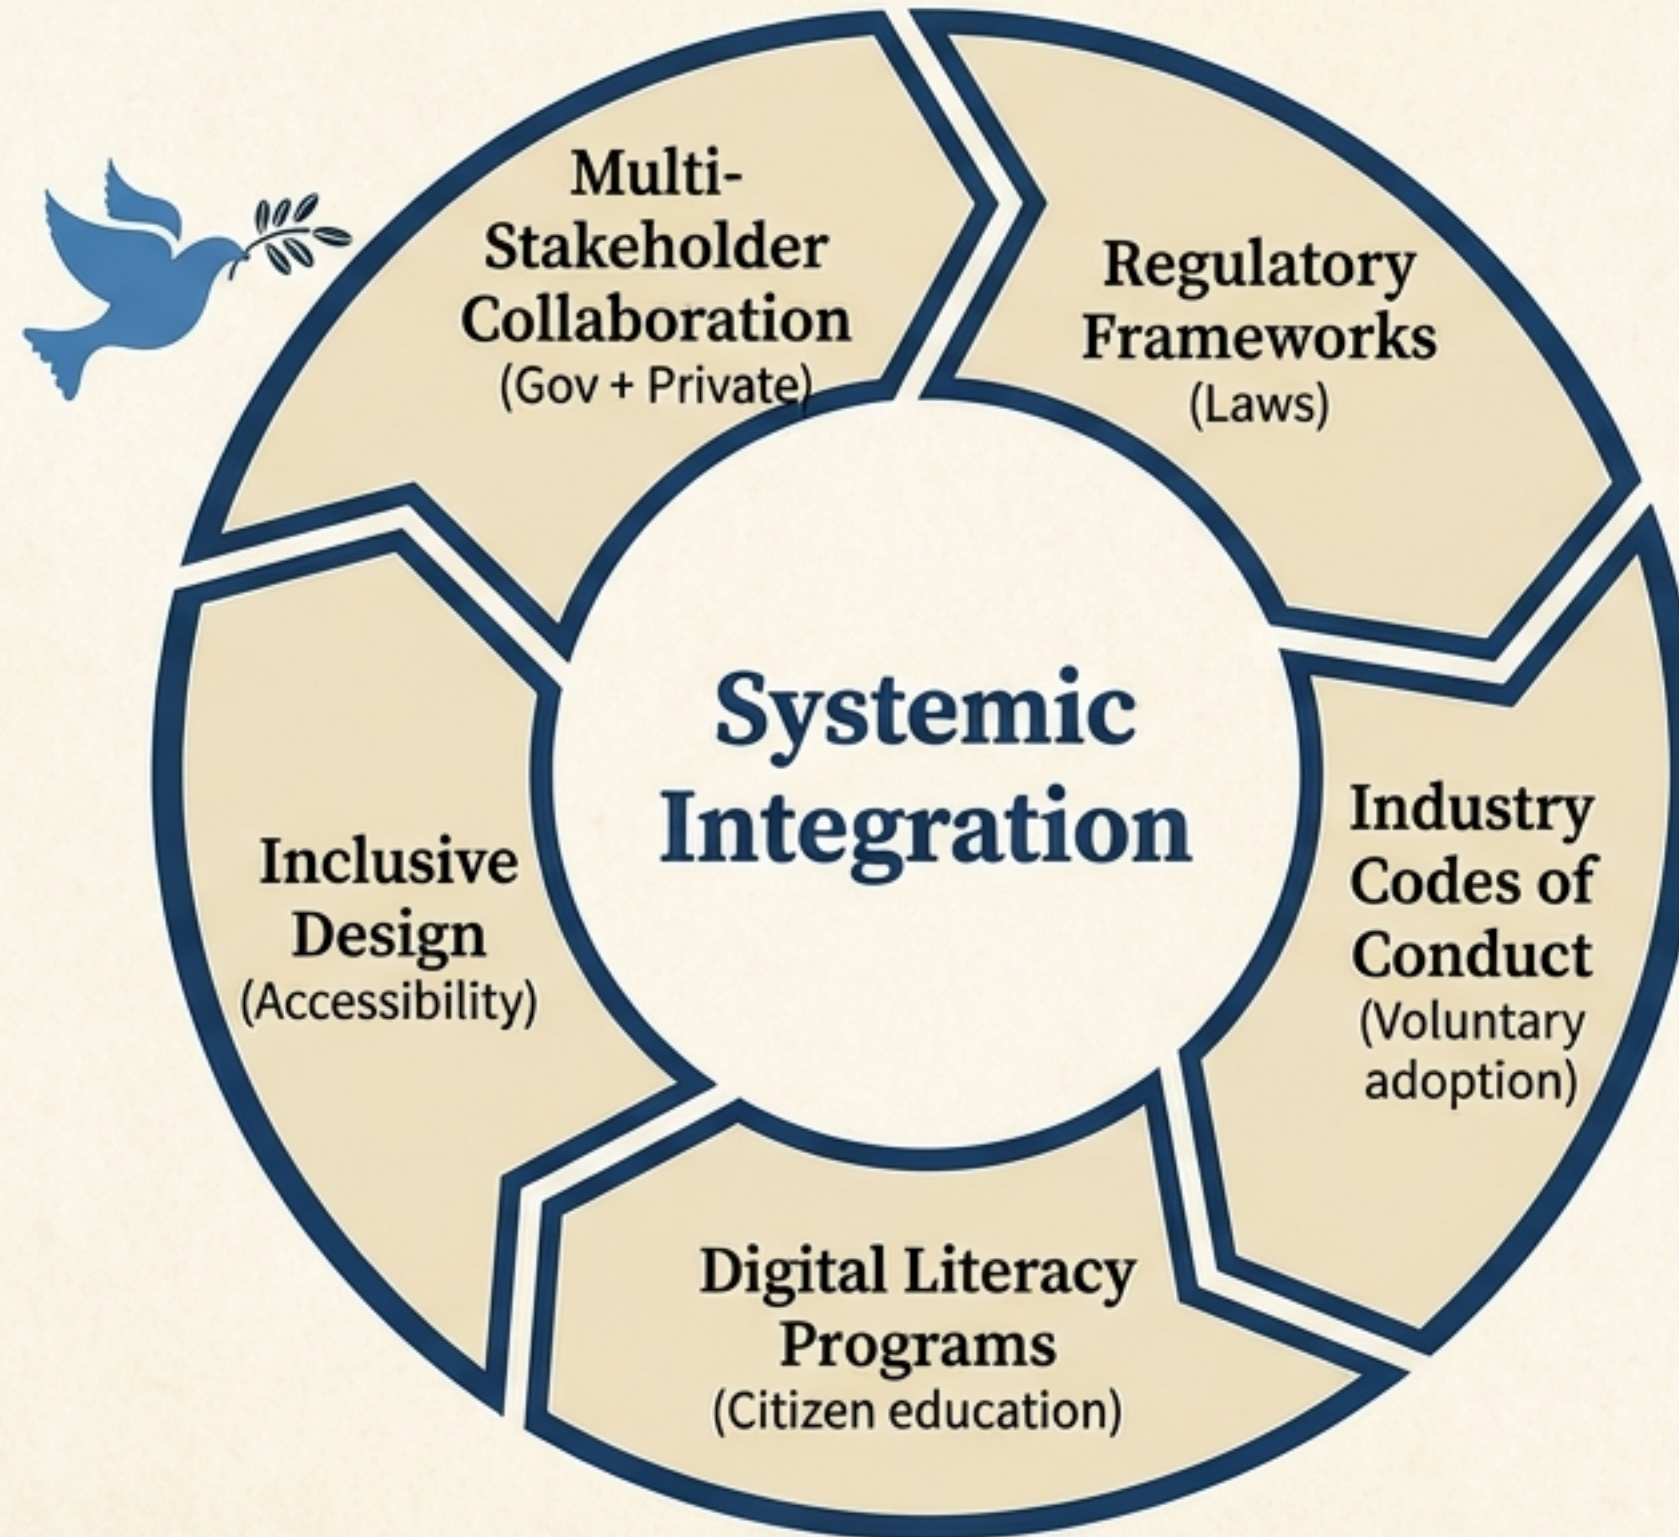 Multi-
Stakeholder
Collaboration
(Gov + Private)
Regulatory
Frameworks
(Laws)
Industry
Codes of
Conduct
(Voluntary
adoption)
Digital Literacy
Programs
(Citizen education)
Inclusive
Design
(Accessibility)
Systemic
Integration